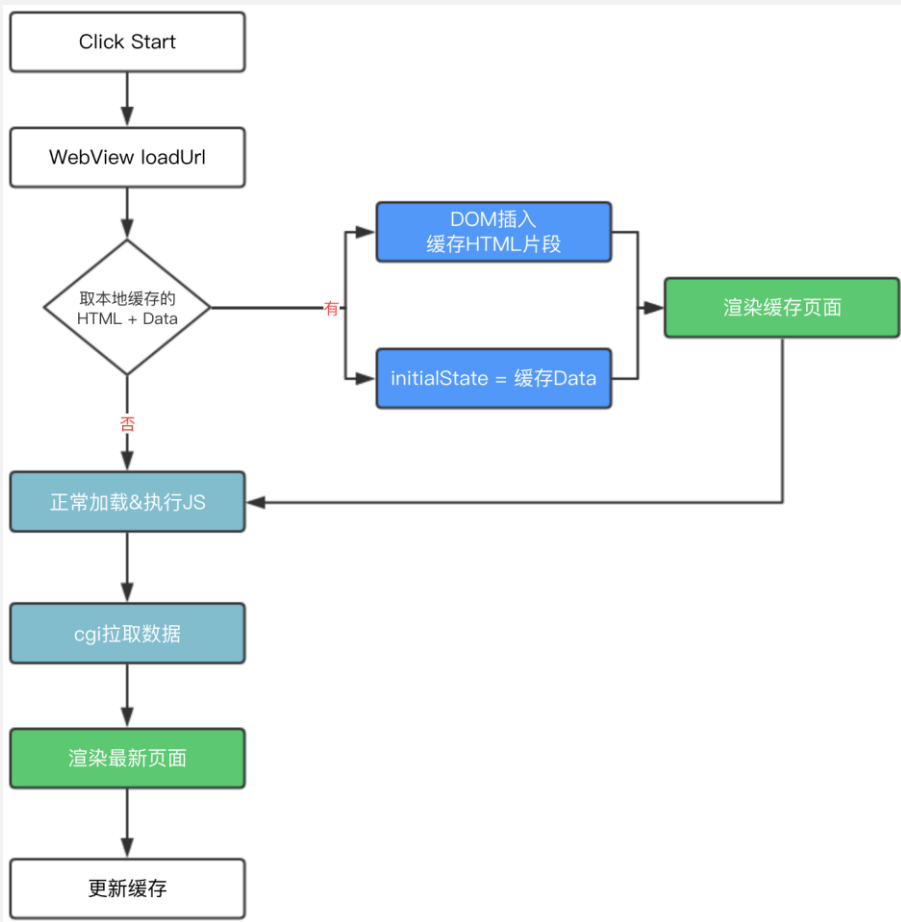 Click Start
WebView loadUrl
取本地缓存的
HTML + Data
有
DOM插入
缓存HTML片段
initialState = 缓存Data
渲染缓存页面
否
正常加载&执行JS
cgi拉取数据
渲染最新页面
更新缓存